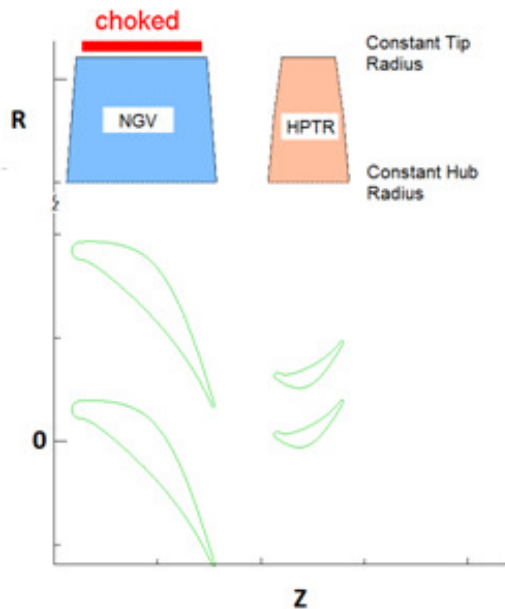 choked
Constant Tip
Radius
R
NGV
HPTR
Constant Hub
Radius
0
Z